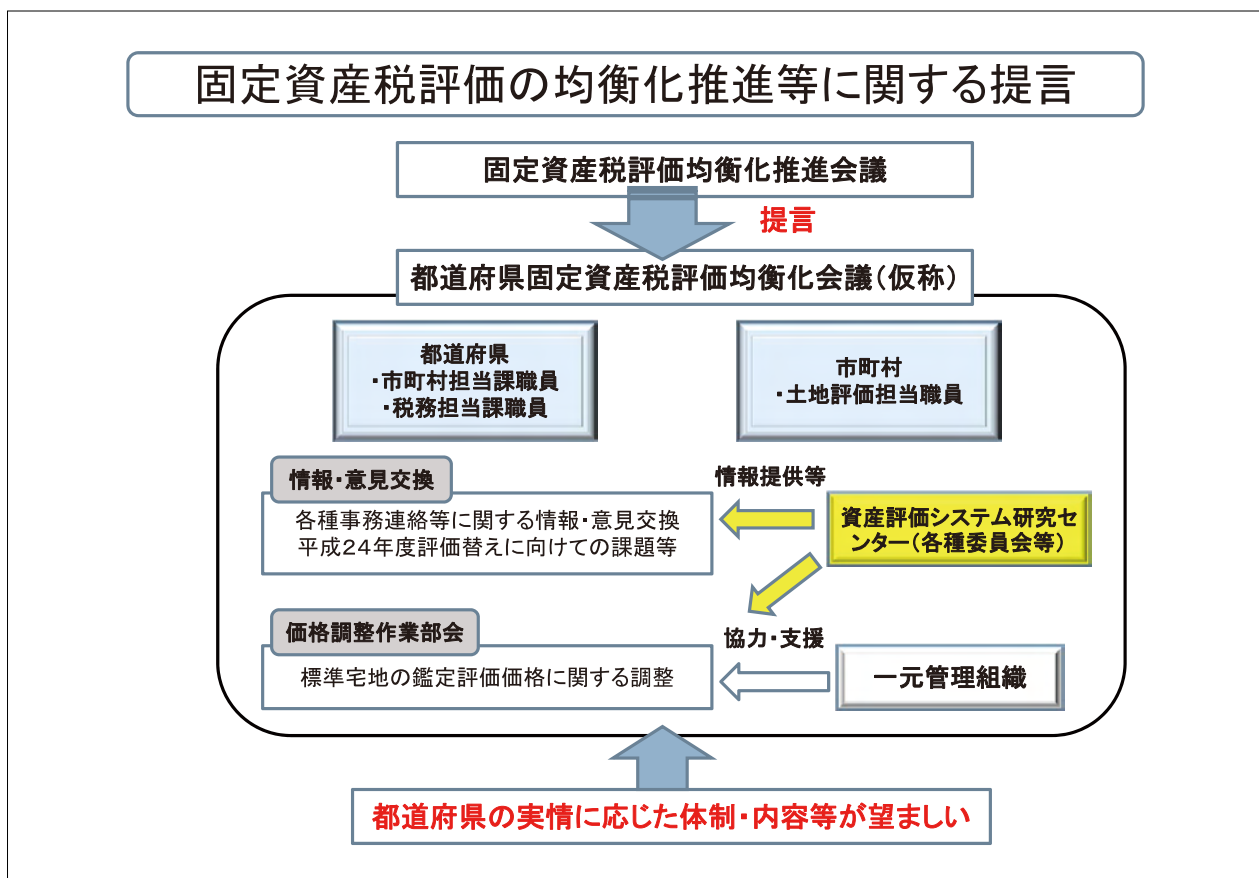 固定資産税評価の均衡化推進等に関する提言
固定資産税評価均衡化推進会議
提言
都道府県固定資産税評価均衡化会議(仮称)
都道府県
・市町村担当課職員
・税務担当課職員
市町村
・土地評価担当職員
情報・意見交換
各種事務連絡等に関する情報・意見交換
平成24年度評価替えに向けての課題等
情報提供等
資産評価システム研究セ
ンター(各種委員会等)
価格調整作業部会
標準宅地の鑑定評価価格に関する調整
協力・支援
一元管理組織
都道府県の実情に応じた体制・内容等が望ましい